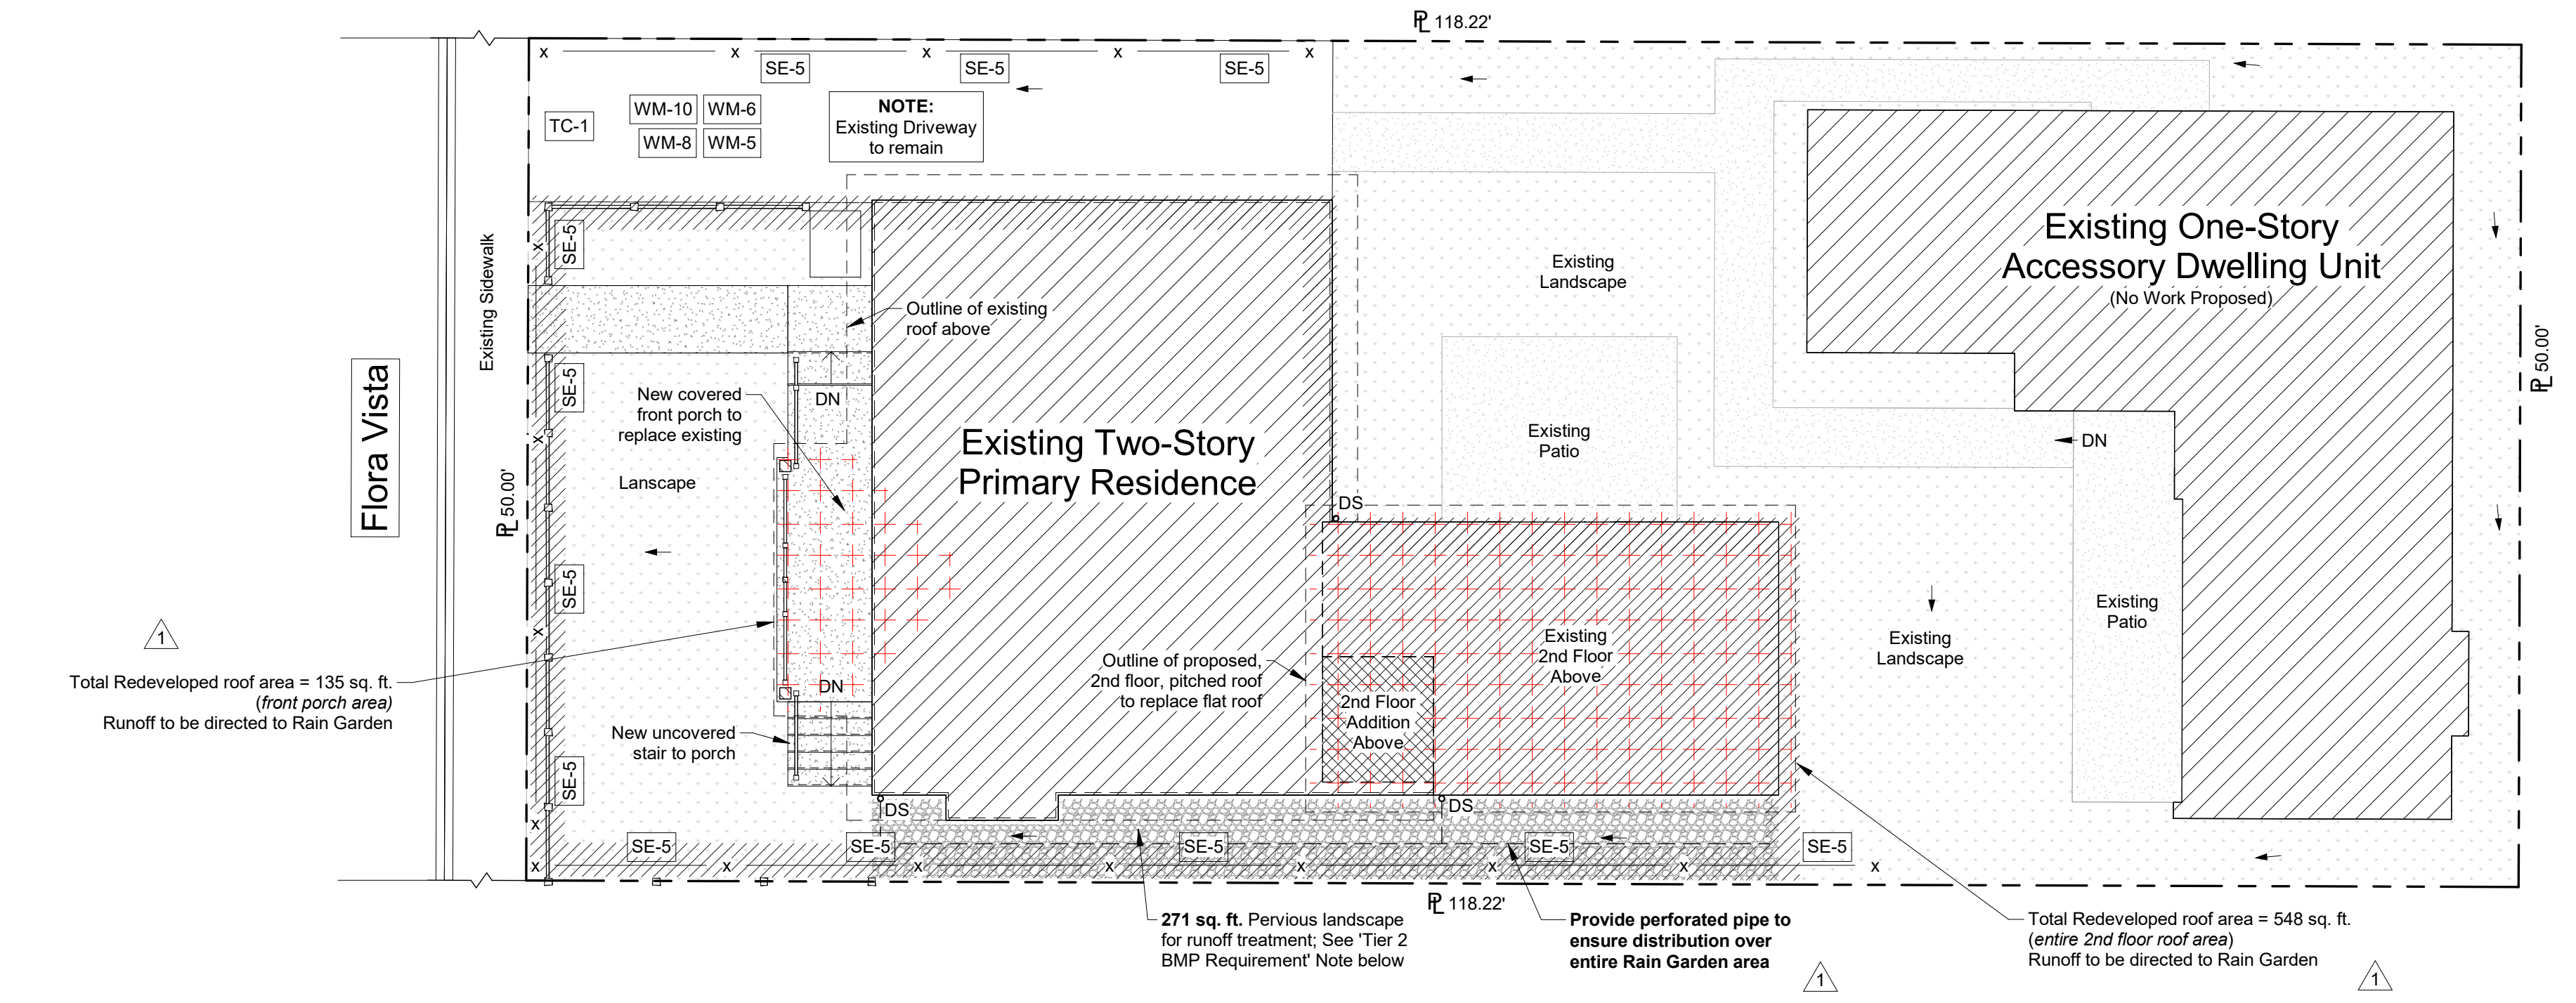 PL 118.22'
x x x x x
SE-5 SE-5 SE-5
TC-1
WM-10 WM-6
WM-8 WM-5
NOTE:
Existing Driveway
to remain
Flora Vista
Existing Sidewalk
PL 50.00'
x
SE-5
SE-5
x
SE-5
x
SE-5
x
Outline of existing
roof above
New covered
front porch to
replace existing
DN
Lanscape
DN
New uncovered
stair to porch
1
Total Redeveloped roof area = 135 sq. ft.
(front porch area)
Runoff to be directed to Rain Garden
Existing Two-Story
Primary Residence
Existing
Landscape
Existing
Patio
Existing One-Story
Accessory Dwelling Unit
(No Work Proposed)
DN
PL 50.00'
DS
Outline of proposed,
2nd floor, pitched roof
to replace flat roof
2nd Floor
Addition
Above
Existing
2nd Floor
Above
Existing
Landscape
Existing
Patio
DS
DS
SE-5 SE-5 SE-5 SE-5 SE-5
x x x x x x x x
PL 118.22'
271 sq. ft. Pervious landscape
for runoff treatment; See 'Tier 2
BMP Requirement' Note below
Provide perforated pipe to
ensure distribution over
entire Rain Garden area
1
Total Redeveloped roof area = 548 sq. ft.
(entire 2nd floor roof area)
Runoff to be directed to Rain Garden
1